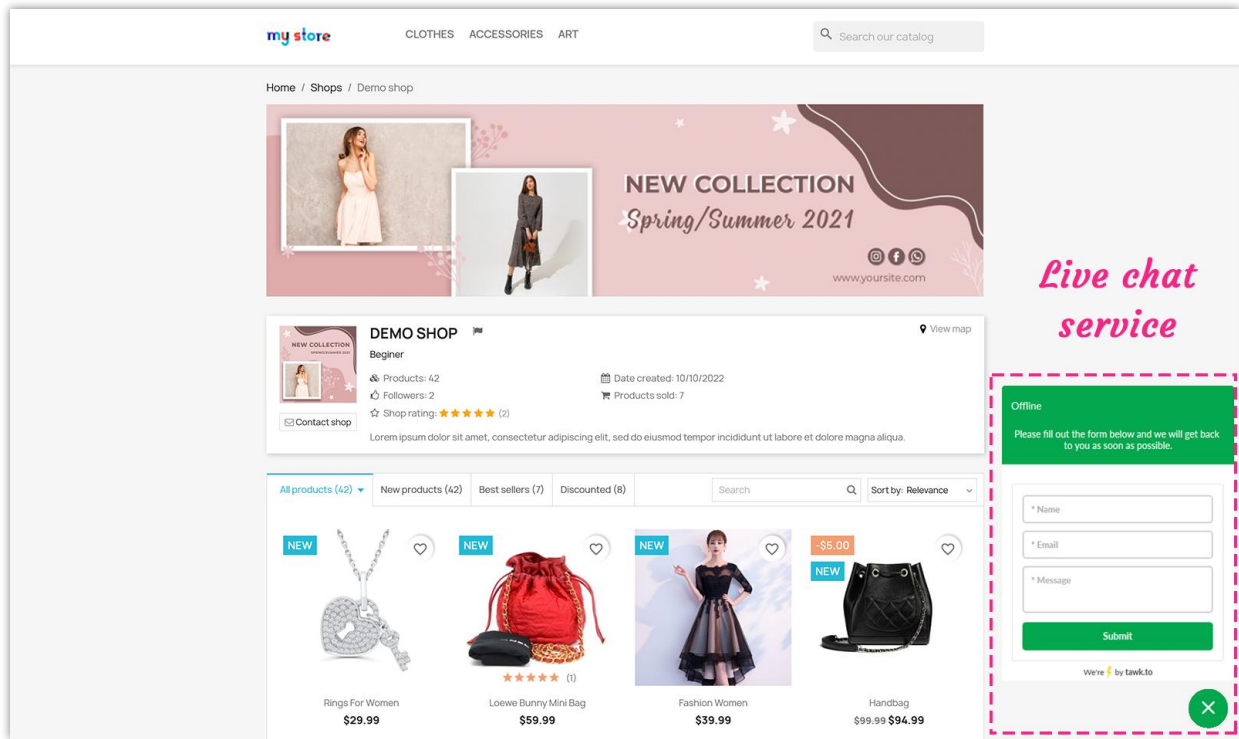 my store
CLOTHES ACCESSORIES ART
Search our catalog
Home / Shops / Demo shop
NEW COLLECTION
Spring/Summer 2021
www.yoursite.com
Live chat
service
DEMO SHOP
View map
Beginer
Products: 42
Date created: 10/10/2022
Followers: 2
Products sold: 7
Shop rating: (2)
Lorem ipsum dolor sit amet, consectetur adipiscing elit, sed do eiusmod tempor incididunt ut labore et dolore magna aliqua.
NEW COLLECTION
SPRING/SUMMER 2021
Contact shop
All products (42) New products (42) Best sellers (7) Discounted (8)
Search
Sort by: Relevance
NEW
Rings For Women
$29.99
NEW
(1)
Loewe Bunny Mini Bag
$59.99
NEW
Fashion Women
$39.99
-$5.00
NEW
Handbag
$99.99 $94.99
Offline
Please fill out the form below and we will get back
to you as soon as possible.
* Name
* Email
* Message
Submit
We're by tawk.to